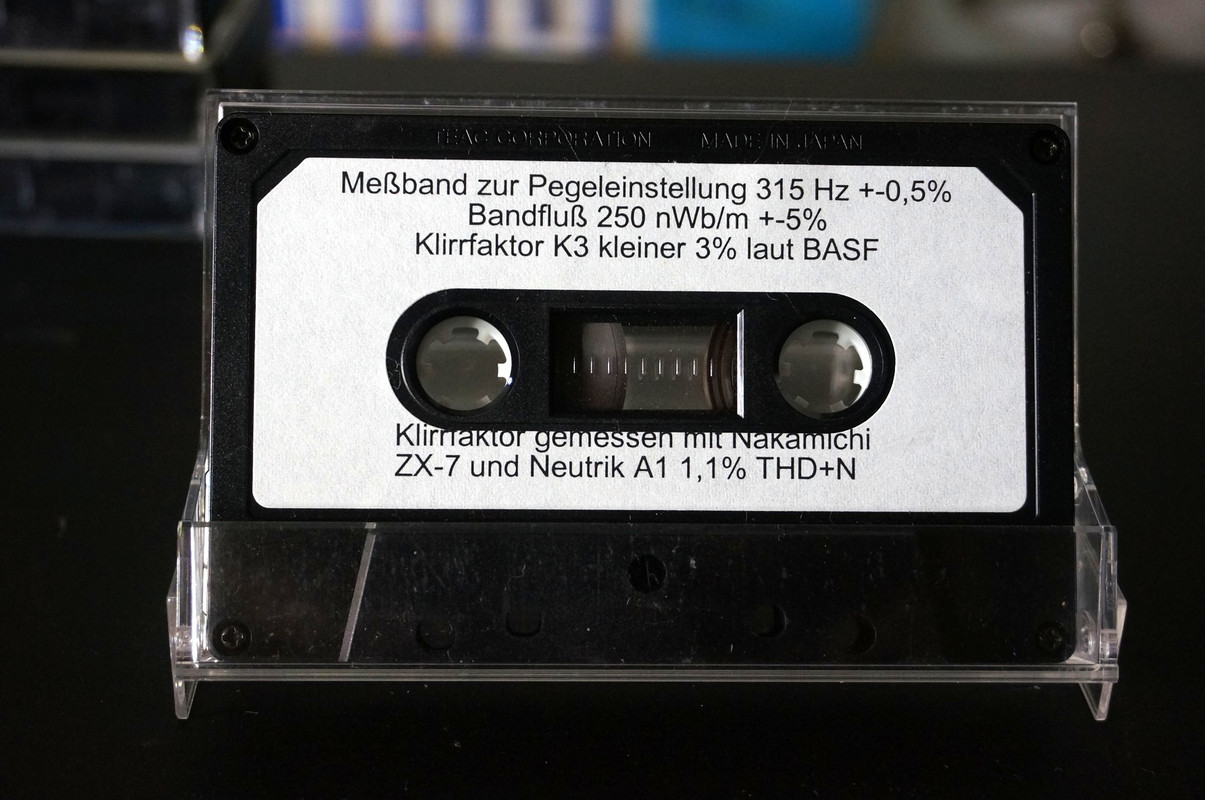 TEAC CORPORATION MADE IN JAPAN
Meßband zur Pegeleinstellung 315 Hz +-0,5%
Bandfluß 250 nWb/m +-5%
Klirrfaktor K3 kleiner 3% laut BASF
Klirrfaktor gemessen mit Nakamichi
ZX-7 und Neutrik A1 1,1% THD+N